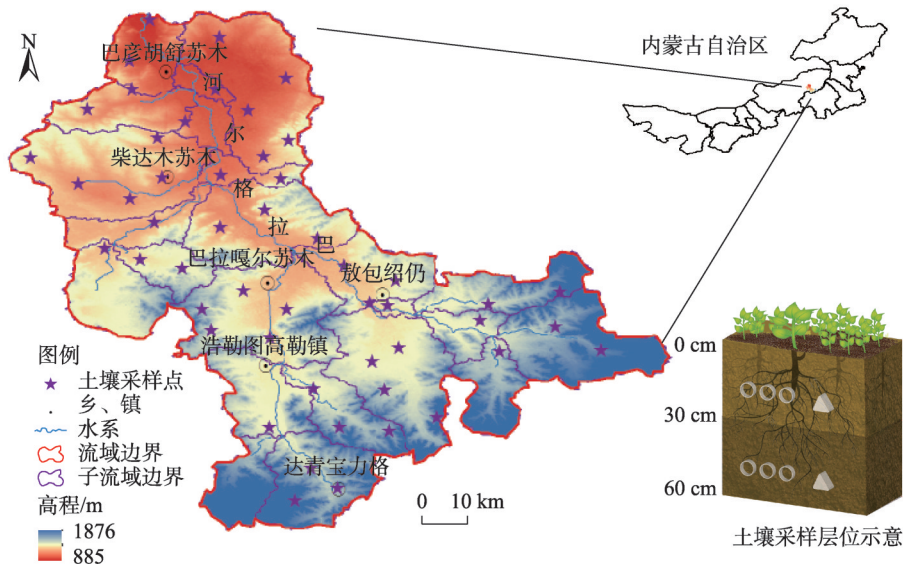 N
巴彦胡舒苏木
河
尔
柴达木苏木
格
拉
巴
巴拉嘎尔苏木
敖包绍仍
浩勒图高勒镇
达青宝力格
内蒙古自治区
图例
土壤采样点
乡、镇
水系
流域边界
子流域边界
高程/m
1876
885
0 10 km
0 cm
30 cm
60 cm
土壤采样层位示意